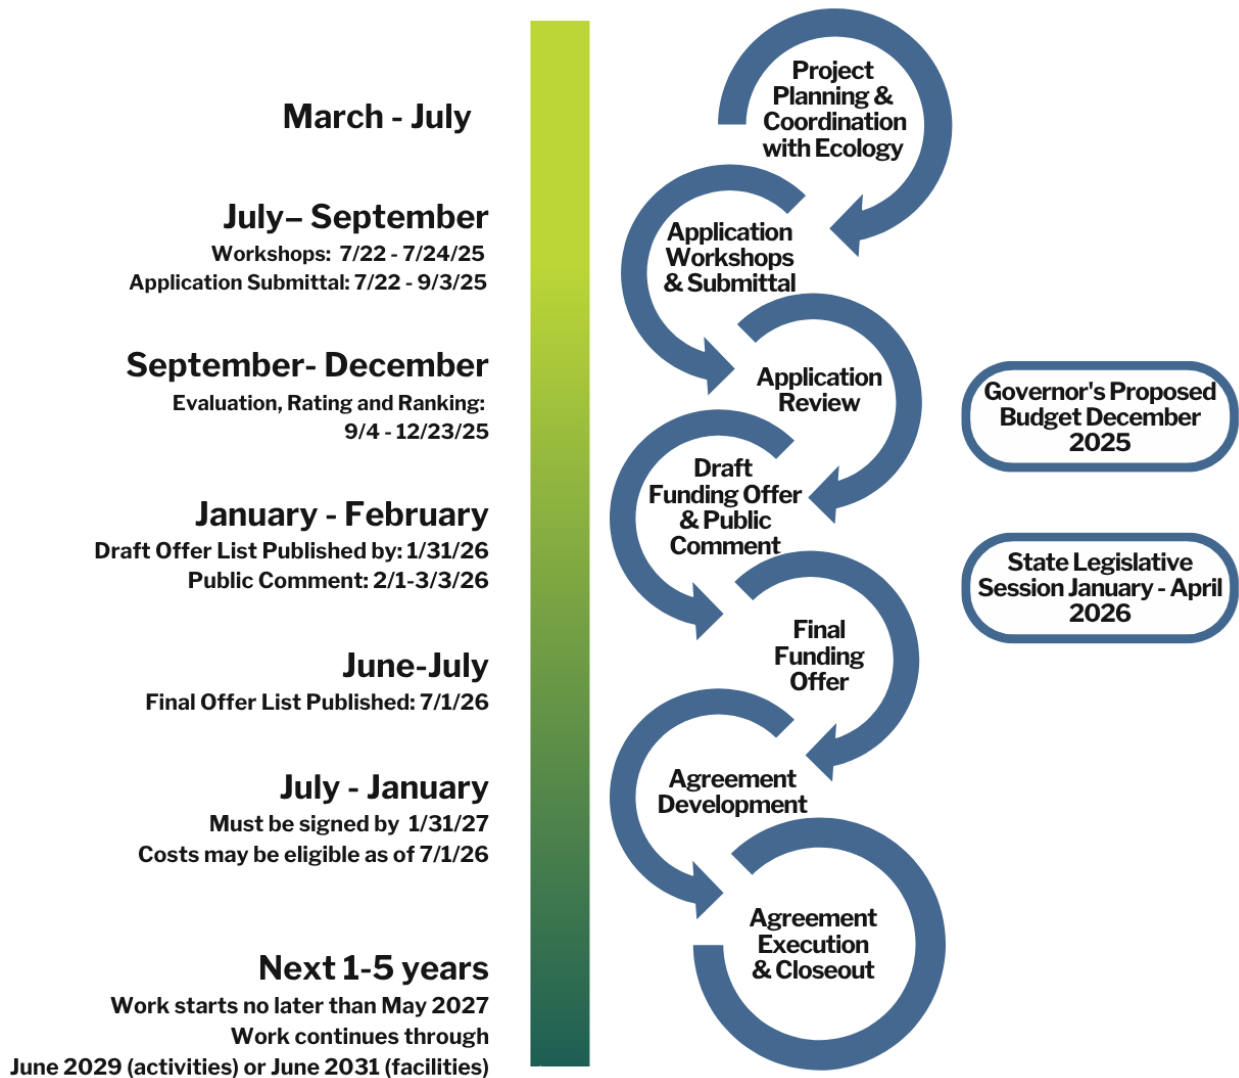 March - July
July– September
Workshops: 7/22 - 7/24/25
Application Submittal: 7/22 - 9/3/25
September- December
Evaluation, Rating and Ranking:
9/4 - 12/23/25
January - February
Draft Offer List Published by: 1/31/26
Public Comment: 2/1-3/3/26
June-July
Final Offer List Published: 7/1/26
July - January
Must be signed by 1/31/27
Costs may be eligible as of 7/1/26
Next 1-5 years
Work starts no later than May 2027
Work continues through
June 2029 (activities) or June 2031 (facilities)
Project
Planning &
Coordination
with Ecology
Application
Workshops
& Submittal
Application
Review
Draft
Funding Offer
& Public
Comment
Final
Funding
Offer
Agreement
Development
Agreement
Execution
& Closeout
Governor's Proposed
Budget December
2025
State Legislative
Session January - April
2026